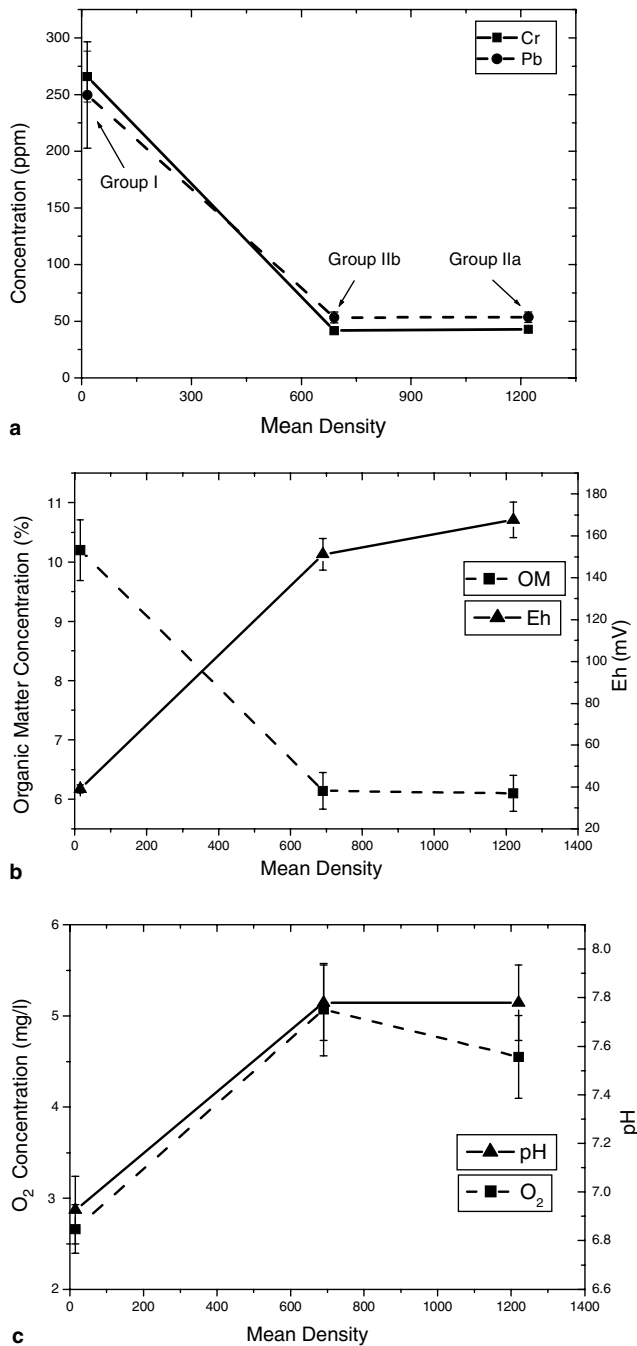 300
250
200
150
100
50
0
Concentration (ppm)
Cr
Pb
Group I
Group IIb
Group IIa
0 300 600 900 1200
Mean Density
a
11
10
9
8
7
6
Organic Matter Concentration (%)
180
160
140
120
100
80
60
40
20
Eh (mV)
OM
Eh
0 200 400 600 800 1000 1200 1400
Mean Density
b
6
5
4
3
2
O2 Concentration (mg/l)
8.0
7.8
7.6
7.4
7.2
7.0
6.8
6.6
pH
pH
O2
0 200 400 600 800 1000 1200 1400
Mean Density
c